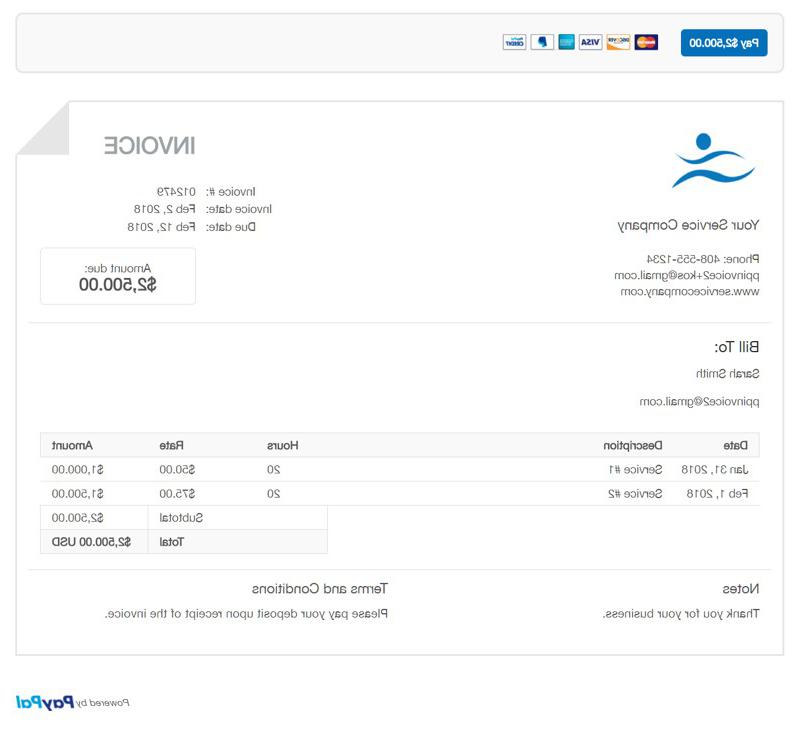 Pay $2,500.00
MasterCard DISCOVER VISA PayPal CREDIT
INVOICE
Invoice #: 012479
Invoice date: Feb 2, 2018
Due date: Feb 12, 2018
Amount due:
$2,500.00
Your Service Company
Phone: 408-555-1234
ppinvoice2+kos@gmail.com
www.servicecompany.com
Bill To:
Sarah Smith
ppinvoice2@gmail.com
Date Description Hours Rate Amount
Jan 31, 2018 Service #1 20 $50.00 $1,000.00
Feb 1, 2018 Service #2 20 $75.00 $1,500.00
Subtotal $2,500.00
Total $2,500.00 USD
Notes
Thank you for your business.
Terms and Conditions
Please pay your deposit upon receipt of the invoice.
Powered by PayPal